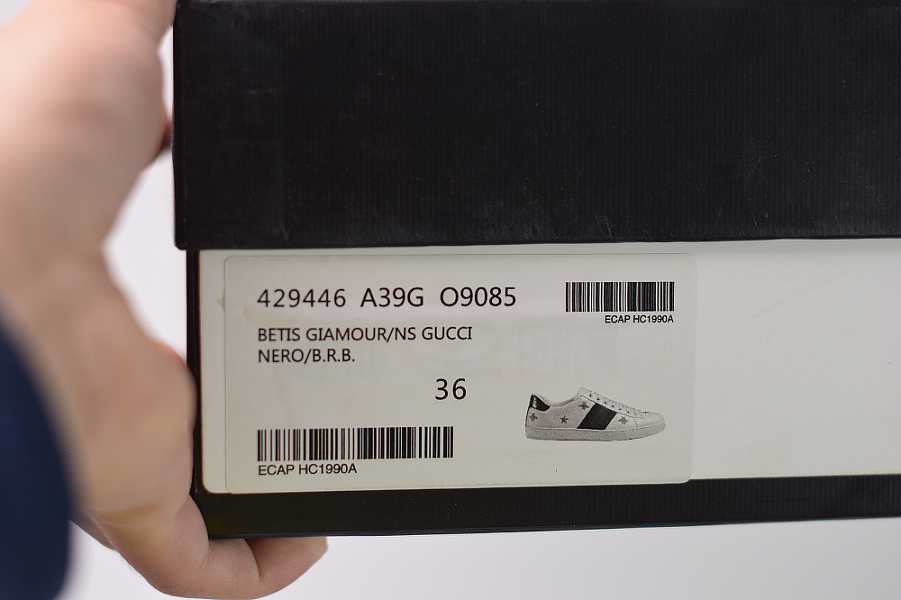 429446 A39G O9085
ECAP HC1990A
BETIS GIAMOUR/NS GUCCI
NERO/B.R.B.
36
ECAP HC1990A